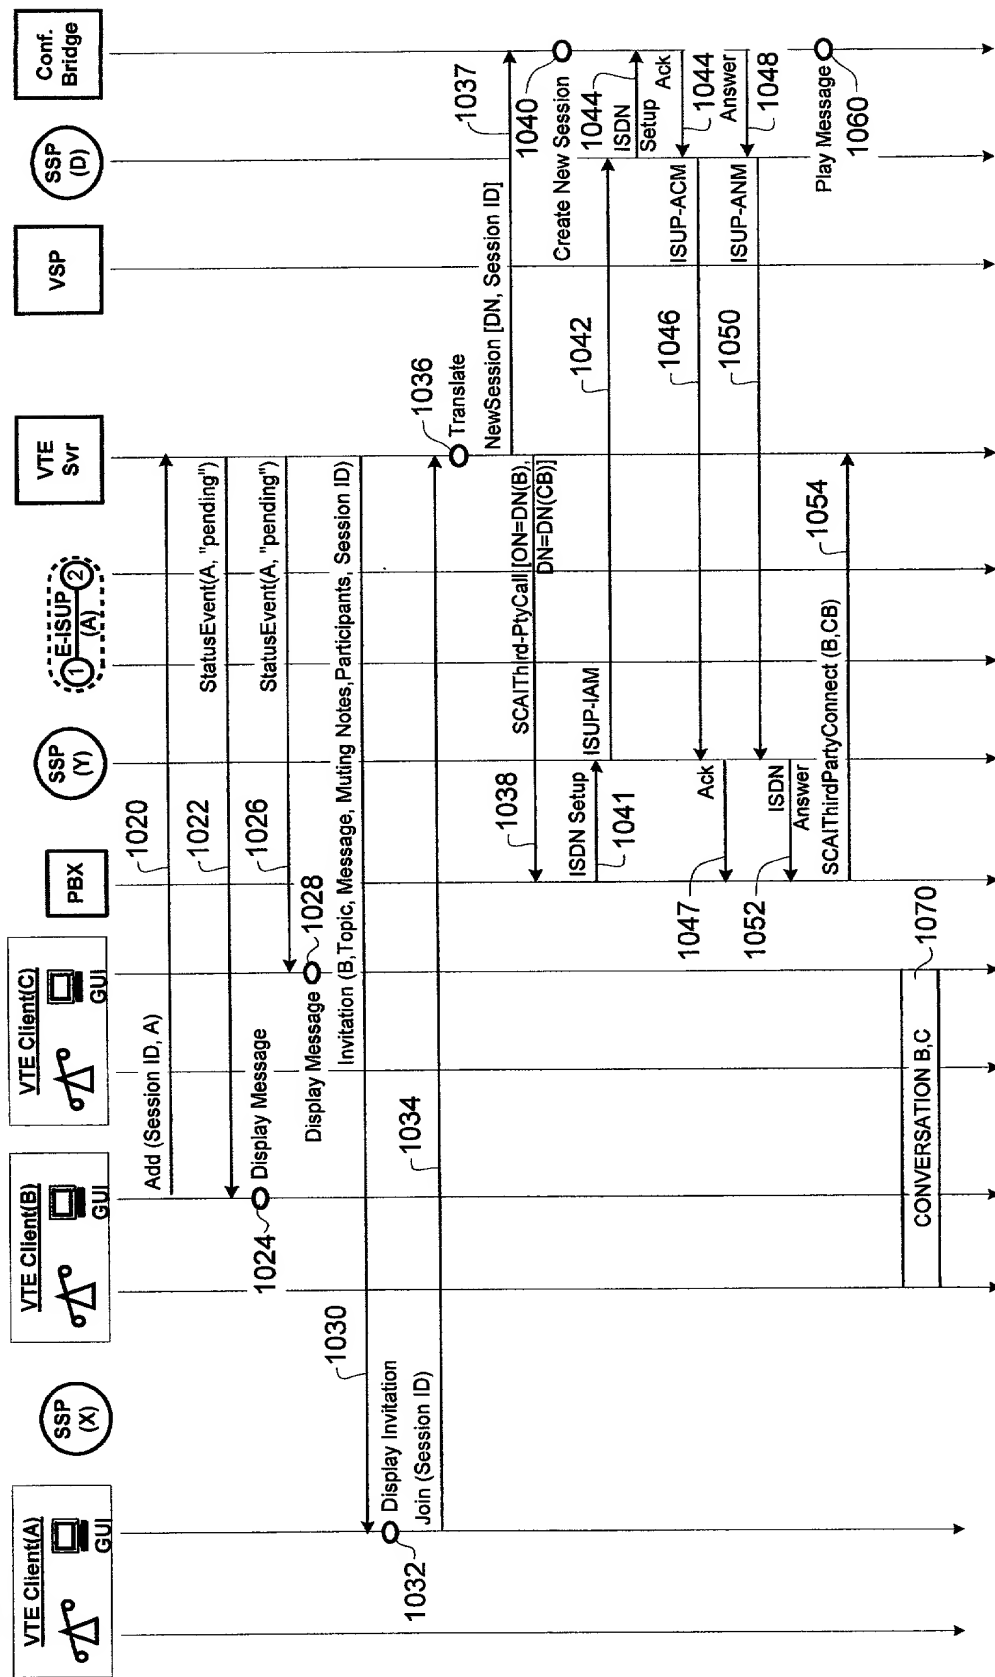 VTE Client(A)
GUI
SSP
(X)
VTE Client(B)
GUI
VTE Client(C)
GUI
PBX
SSP
(Y)
1
E-ISUP
(A)
2
VTE
Svr
VSP
SSP
(D)
Conf.
Bridge
Add (Session ID, A)
1020
StatusEvent(A, "pending")
1022
1024
Display Message
StatusEvent(A, "pending")
1026
Display Message
1028
Invitation (B,Topic, Message, Muting Notes,Participants, Session ID)
1030
Display Invitation
1032
Join (Session ID)
1034
1036
Translate
NewSession [DN, Session ID]
1037
SCAIThird-PtyCall [ON=DN(B),
DN=DN(CB)]
1038
1040
Create New Session
ISDN Setup
1041
ISUP-IAM
1042
1044
ISDN
Setup
Ack
1044
ISUP-ACM
1046
Ack
1047
Answer
1048
ISUP-ANM
1050
ISDN
Answer
1052
SCAIThirdPartyConnect (B,CB)
1054
Play Message
1060
CONVERSATION B,C
1070